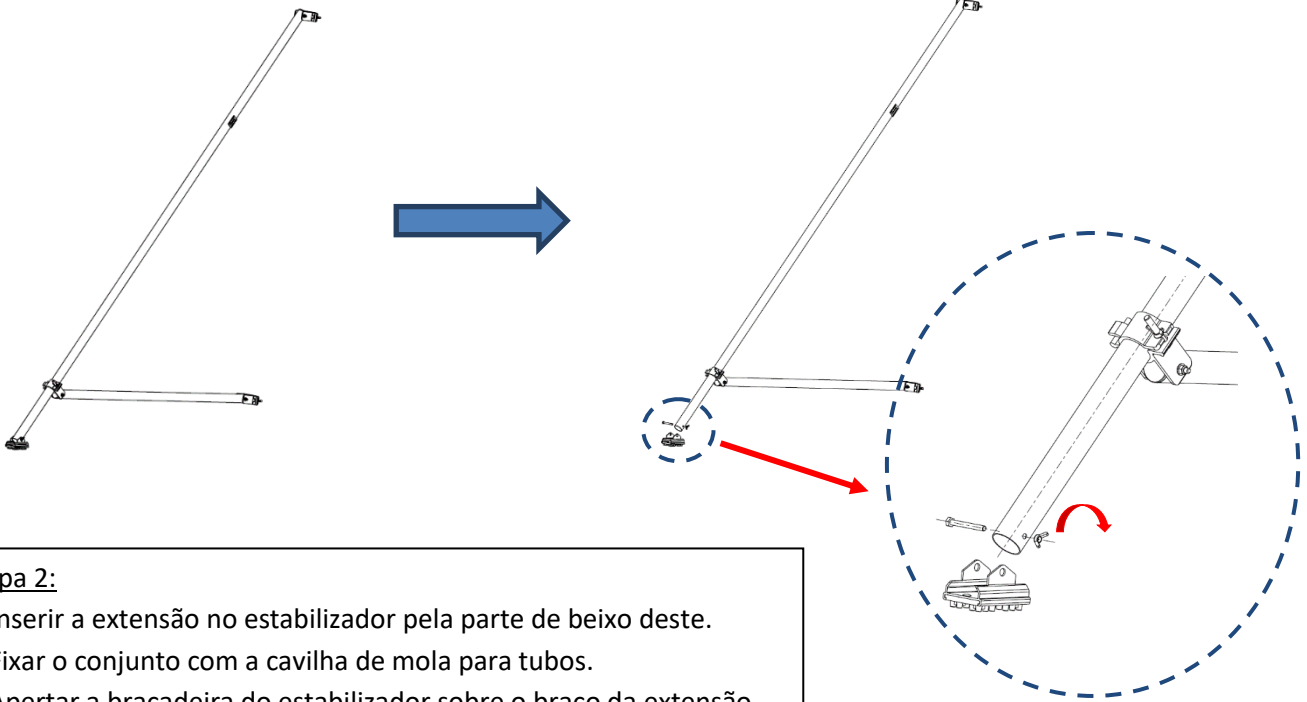 pa 2:
nserir a extensão no estabilizador pela parte de beixo deste.
ixar o conjunto com a cavilha de mola para tubos.
Apertar a braçadeira do estabilizador sobre o braço da extensão